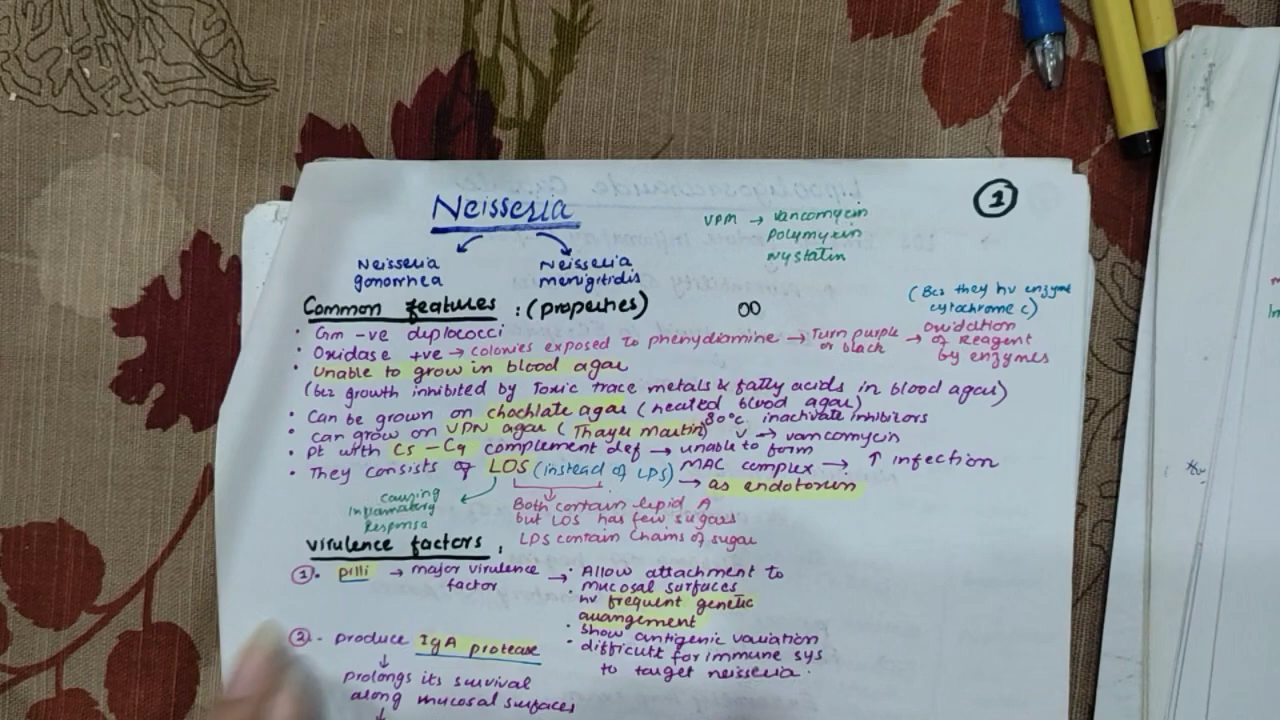 Neisseria
1
VPM → Vancomycin
Polymyxin
Nystatin
Neisseria
gonorrhea
Neisseria
menigitidis
Common features : (properties)
(Bcz they hv enzyme
cytochrome c)
• Gm -ve diplococci
• Oxidase +ve → colonies exposed to phenydiamine → Turn purple
or black → Oxidation
of Reagent
by enzymes
• Unable to grow in blood agar
(bcz growth inhibited by Toxic trace metals & fatty acids in blood agar)
• Can be grown on choclate agar (heated blood agar)
80°c inactivate inhibitors
• can grow on VPN agar (Thayer martin) V → vancomycin
• Pt with C5 - C9 complement def → unable to form
MAC complex → ↑ infection
• They consists of LOS (instead of LPS) → as endotoxin
causing
Inflamatory
Response
Both contain lipid A
but LOS has few sugars
LPS contain Chains of sugar
Virulence factors :
1. pilli → major virulence
factor → • Allow attachment to
mucosal surfaces
hv frequent genetic
arrangement
• Show antigenic variation
• difficult for immune sys
to target neisseria.
2. produce IgA protease
↓
prolongs its survival
along mucosal surfaces
↓